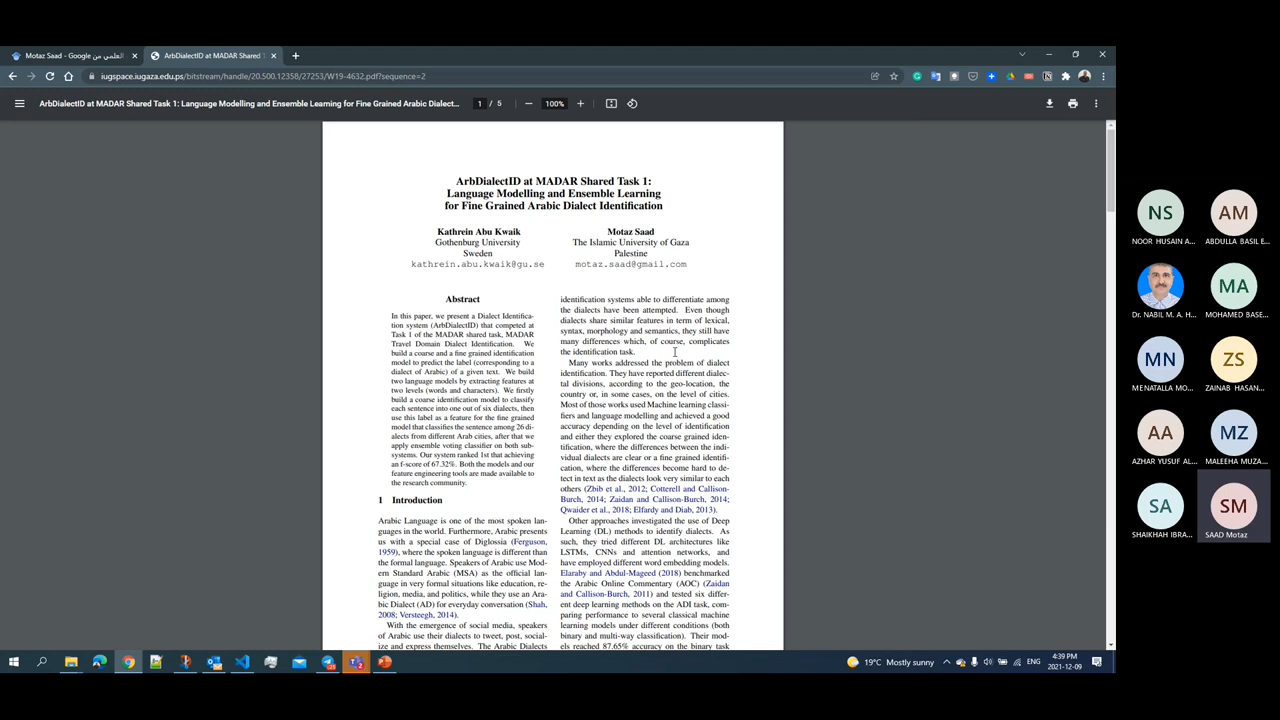 Motaz Saad - Google العلمي من
ArbDialectID at MADAR Shared T
iugspace.iugaza.edu.ps/bitstream/handle/20.500.12358/27253/W19-4632.pdf?sequence=2
ArbDialectID at MADAR Shared Task 1: Language Modelling and Ensemble Learning for Fine Grained Arabic Dialect...
1 / 5
100%
ArbDialectID at MADAR Shared Task 1:
Language Modelling and Ensemble Learning
for Fine Grained Arabic Dialect Identification
Kathrein Abu Kwaik
Gothenburg University
Sweden
kathrein.abu.kwaik@gu.se
Motaz Saad
The Islamic University of Gaza
Palestine
motaz.saad@gmail.com
Abstract
In this paper, we present a Dialect Identifica-
tion system (ArbDialectID) that competed at
Task 1 of the MADAR shared task, MADAR
Travel Domain Dialect Identification. We
build a coarse and a fine grained identification
model to predict the label (corresponding to a
dialect of Arabic) of a given text. We build
two language models by extracting features at
two levels (words and characters). We firstly
build a coarse identification model to classify
each sentence into one out of six dialects, then
use this label as a feature for the fine grained
model that classifies the sentence among 26 di-
alects from different Arab cities, after that we
apply ensemble voting classifier on both sub-
systems. Our system ranked 1st that achieving
an f-score of 67.32%. Both the models and our
feature engineering tools are made available to
the research community.
1 Introduction
Arabic Language is one of the most spoken lan-
guages in the world. Furthermore, Arabic presents
us with a special case of Diglossia (Ferguson,
1959), where the spoken language is different than
the formal language. Speakers of Arabic use Mod-
ern Standard Arabic (MSA) as the official lan-
guage in very formal situations like education, re-
ligion, media, and politics, while they use an Ara-
bic Dialect (AD) for everyday conversation (Shah,
2008; Versteegh, 2014).
With the emergence of social media, speakers
of Arabic use their dialects to tweet, post, social-
ize and express themselves. The Arabic Dialects
identification systems able to differentiate among
the dialects have been attempted. Even though
dialects share similar features in term of lexical,
syntax, morphology and semantics, they still have
many differences which, of course, complicates
the identification task.
Many works addressed the problem of dialect
identification. They have reported different dialec-
tal divisions, according to the geo-location, the
country or, in some cases, on the level of cities.
Most of those works used Machine learning classi-
fiers and language modelling and achieved a good
accuracy depending on the level of identification
and either they explored the coarse grained iden-
tification, where the differences between the indi-
vidual dialects are clear or a fine grained identifi-
cation, where the differences become hard to de-
tect in text as the dialects look very similar to each
others (Zbib et al., 2012; Cotterell and Callison-
Burch, 2014; Zaidan and Callison-Burch, 2014;
Qwaider et al., 2018; Elfardy and Diab, 2013).
Other approaches investigated the use of Deep
Learning (DL) methods to identify dialects. As
such, they tried different DL architectures like
LSTMs, CNNs and attention networks, and
have employed different word embedding models.
Elaraby and Abdul-Mageed (2018) benchmarked
the Arabic Online Commentary (AOC) (Zaidan
and Callison-Burch, 2011) and tested six differ-
ent deep learning methods on the ADI task, com-
paring performance to several classical machine
learning models under different conditions (both
binary and multi-way classification). Their mod-
els reached 87.65% accuracy on the binary task
NS
NOOR HUSAIN A...
AM
ABDULLA BASIL E...
Dr. NABIL M. A. H...
MA
MOHAMED BASE...
MN
MENATALLA MO...
ZS
ZAINAB HASAN...
AA
AZHAR YUSUF AL...
MZ
MALEEHA MUZA...
SA
SHAIKHAH IBRA...
SM
SAAD Motaz
19°C Mostly sunny
ENG
4:39 PM
2021-12-09